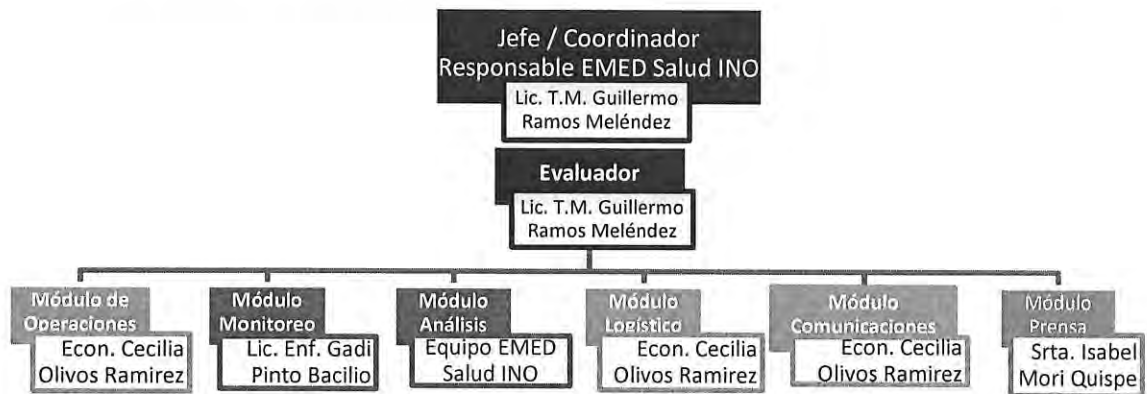 Jefe / Coordinador
Responsable EMED Salud INO
Lic. T.M. Guillermo
Ramos Meléndez
Evaluador
Lic. T.M. Guillermo
Ramos Meléndez
Módulo de
Operaciones
Econ. Cecilia
Olivos Ramirez
Módulo
Monitoreo
Lic. Enf. Gadi
Pinto Bacilio
Módulo
Análisis
Equipo EMED
Salud INO
Módulo
Logístico
Econ. Cecilia
Olivos Ramirez
Módulo
Comunicaciones
Econ. Cecilia
Olivos Ramirez
Módulo
Prensa
Srta. Isabel
Mori Quispe